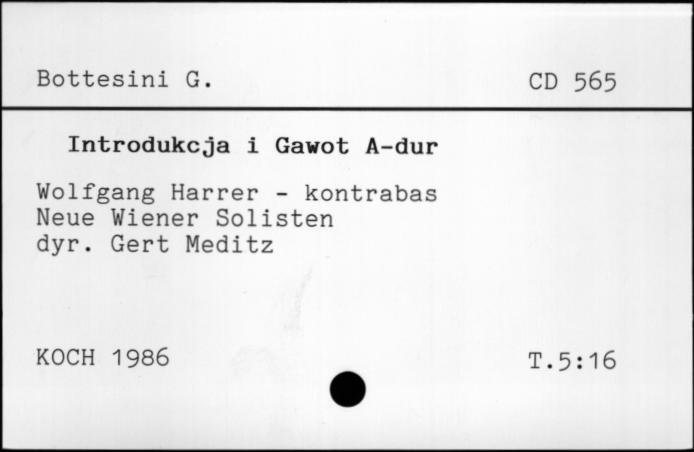 Bottesini G. CD 565
Introdukcja i Gawot A-dur
Wolfgang Harrer - kontrabas
Neue Wiener Solisten
dyr. Gert Meditz
KOCH 1986 T.5:16